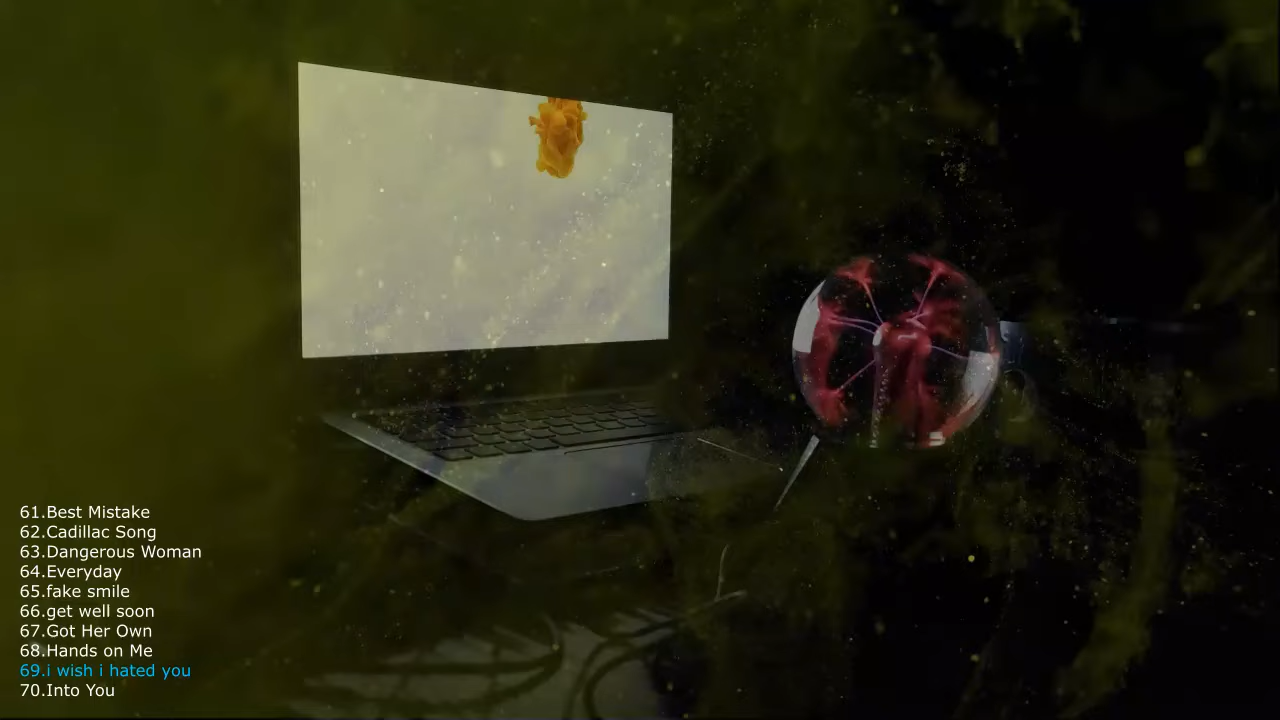 61.Best Mistake
62.Cadillac Song
63.Dangerous Woman
64.Everyday
65.fake smile
66.get well soon
67.Got Her Own
68.Hands on Me
69.i wish i hated you
70.Into You